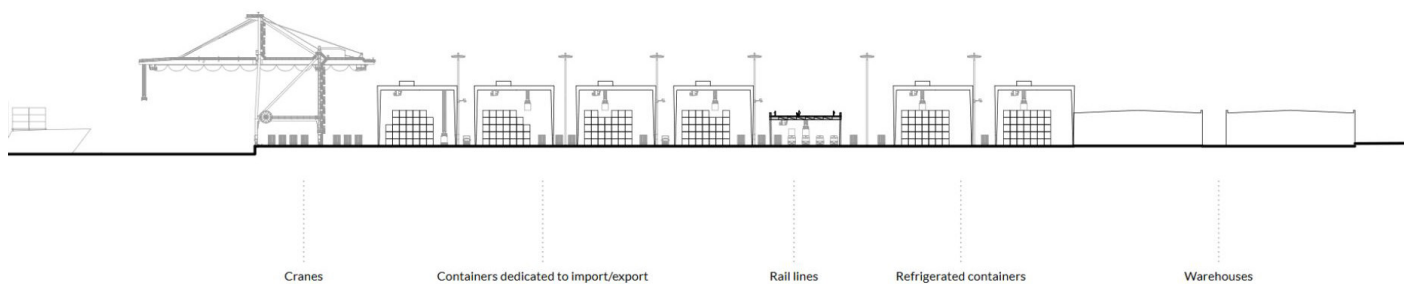 Cranes
Containers dedicated to import/export
Rail lines
Refrigerated containers
Warehouses